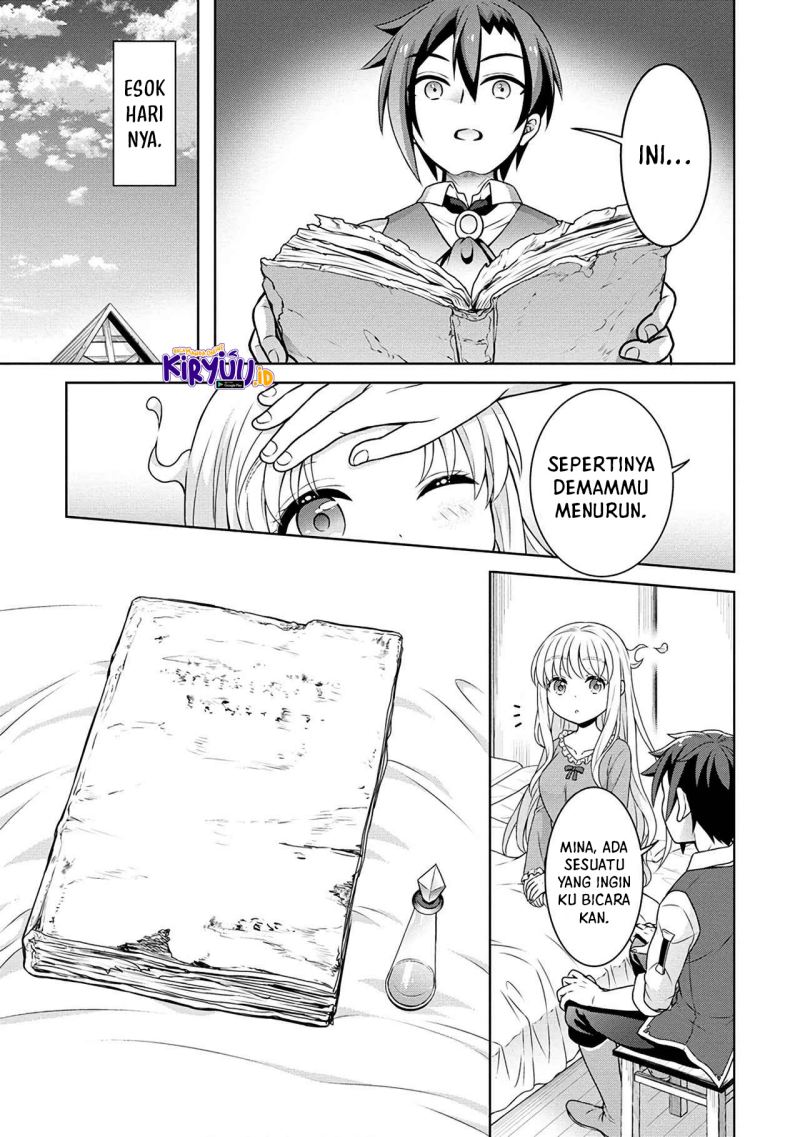 INI...
ESOK
HARI
NYA.
KIRYUU.ID
SEPERTINYA
DEMAMMU
MENURUN.
MINA, ADA
SESUATU
YANG INGIN
KU BICARA
KAN.